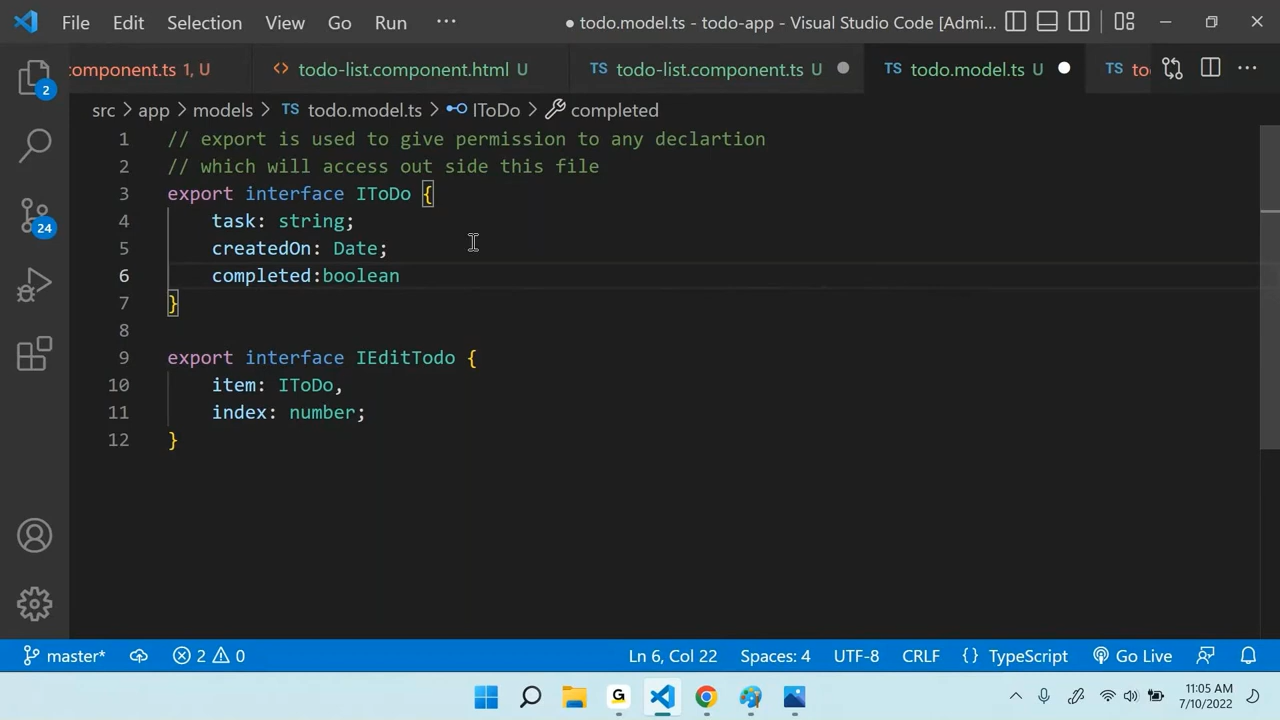 File Edit Selection View Go Run ··· ● todo.model.ts - todo-app - Visual Studio Code [Admi...
component.ts 1, U <> todo-list.component.html U TS todo-list.component.ts U TS todo.model.ts U TS to
src > app > models > TS todo.model.ts > IToDo > completed
1 // export is used to give permission to any declartion
2 // which will access out side this file
3 export interface IToDo {
4 task: string;
5 createdOn: Date;
6 completed:boolean
7 }
8
9 export interface IEditTodo {
10 item: IToDo,
11 index: number;
12 }
2
24
master* 2 0 Ln 6, Col 22 Spaces: 4 UTF-8 CRLF {} TypeScript Go Live
G 11:05 AM
7/10/2022